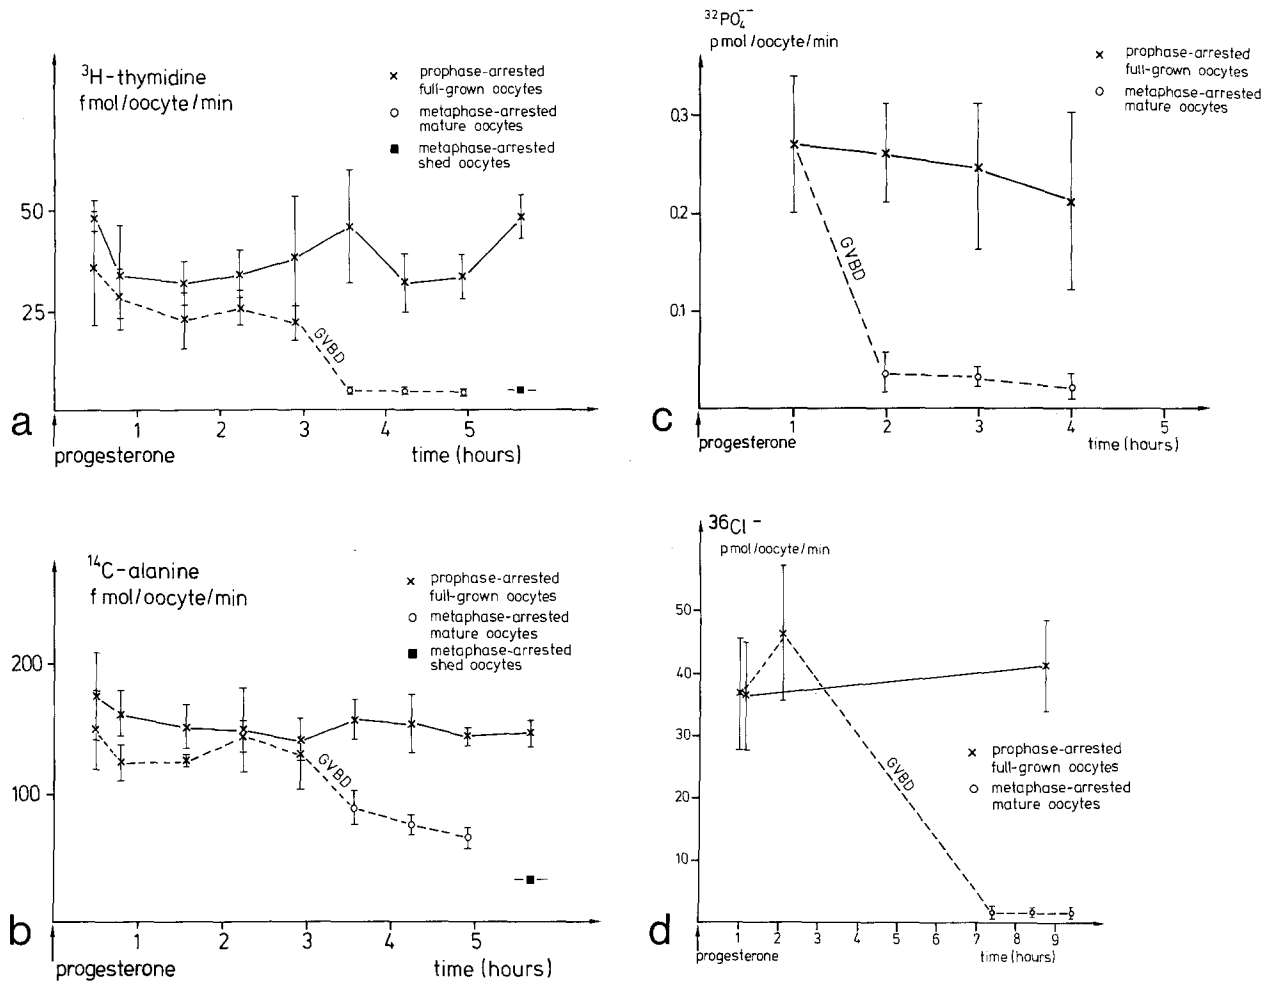 ³H-thymidine
fmol/oocyte/min
prophase-arrested
full-grown oocytes
metaphase-arrested
mature oocytes
metaphase-arrested
shed oocytes
50
25
GVBD
a
1 2 3 4 5
progesterone time (hours)
³²PO₄⁻⁻
pmol/oocyte/min
prophase-arrested
full-grown oocytes
metaphase-arrested
mature oocytes
0.3
0.2
0.1
0
GVBD
c
1 2 3 4 5
progesterone time (hours)
¹⁴C-alanine
fmol/oocyte/min
prophase-arrested
full-grown oocytes
metaphase-arrested
mature oocytes
metaphase-arrested
shed oocytes
200
100
GVBD
b
1 2 3 4 5
progesterone time (hours)
³⁶Cl⁻
pmol/oocyte/min
50
40
30
20
10
GVBD
prophase-arrested
full-grown oocytes
metaphase-arrested
mature oocytes
d
1 2 3 4 5 6 7 8 9
progesterone time (hours)